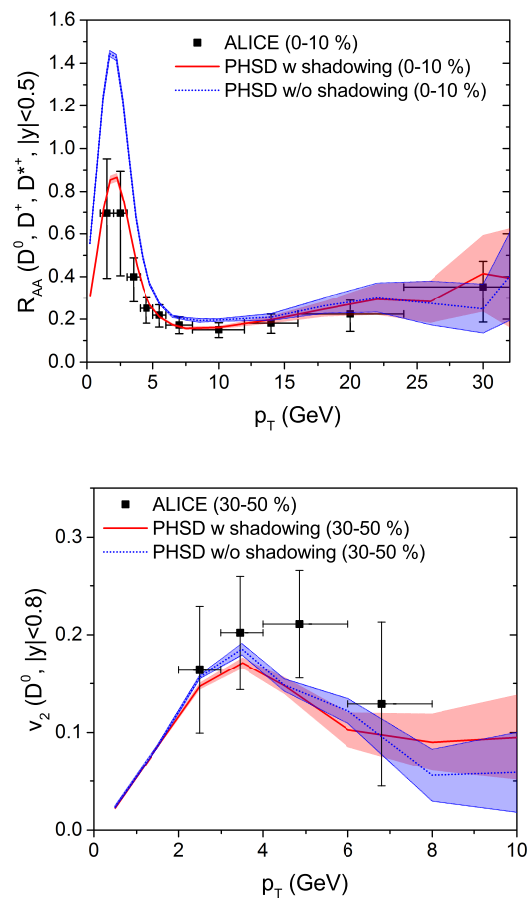 ALICE (0-10 %)
PHSD w shadowing (0-10 %)
PHSD w/o shadowing (0-10 %)
R_AA (D^0, D^+, D^*+, |y|<0.5)
1.6
1.4
1.2
1.0
0.8
0.6
0.4
0.2
0.0
0 5 10 15 20 25 30
p_T (GeV)
ALICE (30-50 %)
PHSD w shadowing (30-50 %)
PHSD w/o shadowing (30-50 %)
v_2 (D^0, |y|<0.8)
0.3
0.2
0.1
0.0
0 2 4 6 8 10
p_T (GeV)